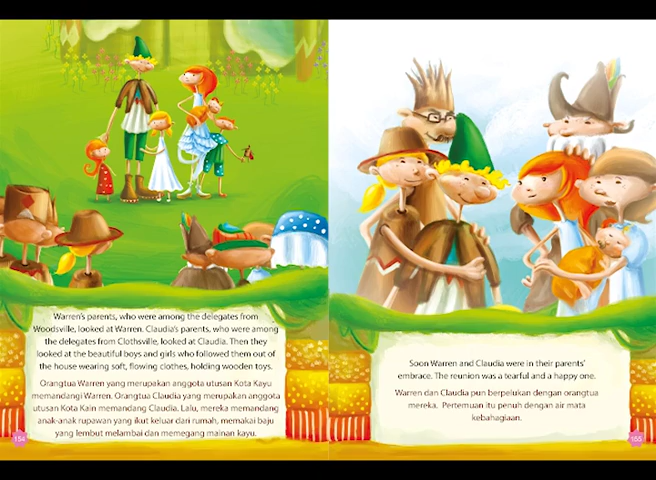 Warren's parents, who were among the delegates from
Woodsville, looked at Warren. Claudia's parents, who were among
the delegates from Clothsville, looked at Claudia. Then they
looked at the beautiful boys and girls who followed them out of
the house wearing soft, flowing clothes, holding wooden toys.
Orangtua Warren yang merupakan anggota utusan Kota Kayu
memandangi Warren. Orangtua Claudia yang merupakan anggota
utusan Kota Kain memandang Claudia. Lalu, mereka memandang
anak-anak rupawan yang ikut keluar dari rumah, memakai baju
yang lembut melambai dan memegang mainan kayu.
154
Soon Warren and Claudia were in their parents'
embrace. The reunion was a tearful and a happy one.
Warren dan Claudia pun berpelukan dengan orangtua
mereka. Pertemuan itu penuh dengan air mata
kebahagiaan.
155